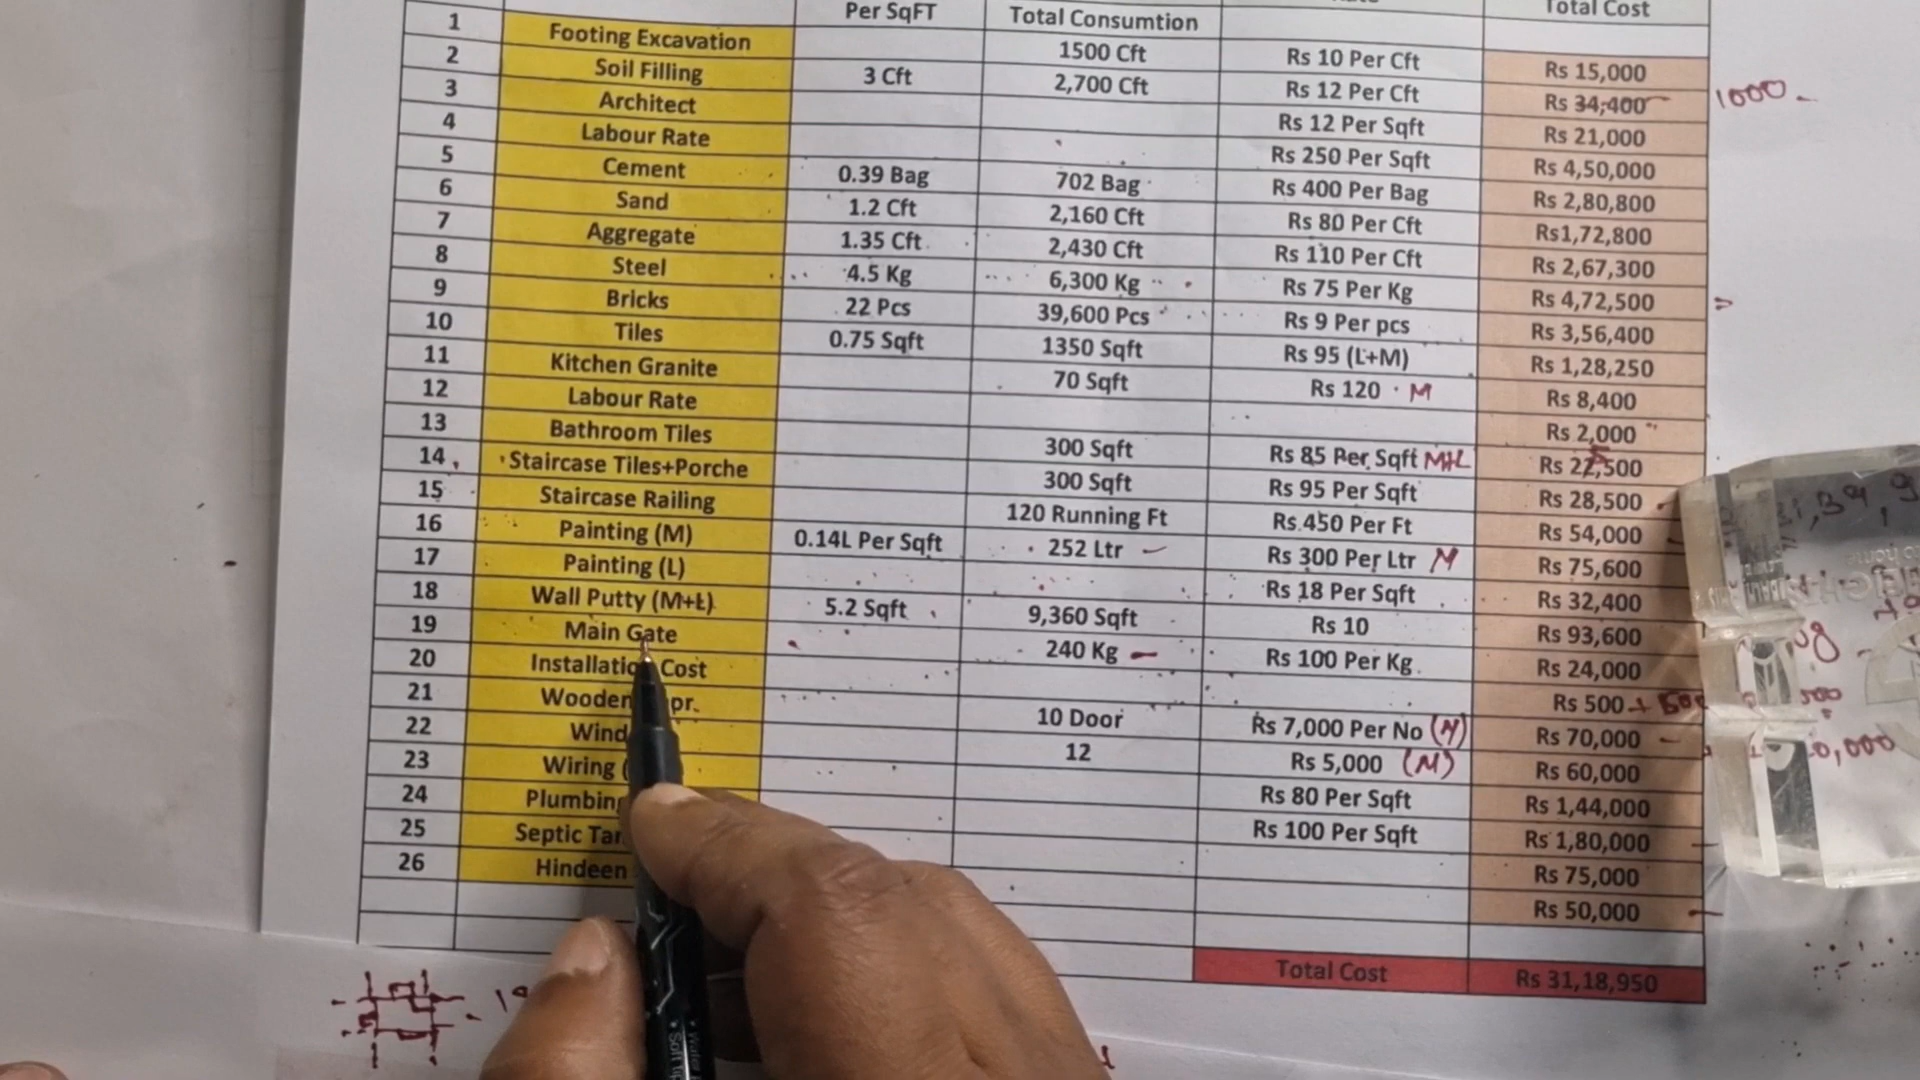 Per SqFT Total Consumtion Total Cost
1 Footing Excavation 1500 Cft Rs 10 Per Cft Rs 15,000
2 Soil Filling 3 Cft 2,700 Cft Rs 12 Per Cft Rs 34,400 1000
3 Architect Rs 12 Per Sqft Rs 21,000
4 Labour Rate Rs 250 Per Sqft Rs 4,50,000
5 Cement 0.39 Bag 702 Bag Rs 400 Per Bag Rs 2,80,800
6 Sand 1.2 Cft 2,160 Cft Rs 80 Per Cft Rs1,72,800
7 Aggregate 1.35 Cft 2,430 Cft Rs 110 Per Cft Rs 2,67,300
8 Steel 4.5 Kg 6,300 Kg Rs 75 Per Kg Rs 4,72,500
9 Bricks 22 Pcs 39,600 Pcs Rs 9 Per pcs Rs 3,56,400
10 Tiles 0.75 Sqft 1350 Sqft Rs 95 (L+M) Rs 1,28,250
11 Kitchen Granite 70 Sqft Rs 120 M Rs 8,400
12 Labour Rate Rs 2,000
13 Bathroom Tiles 300 Sqft Rs 85 Per Sqft M+L Rs 22,500
14 Staircase Tiles+Porche 300 Sqft Rs 95 Per Sqft Rs 28,500
15 Staircase Railing 120 Running Ft Rs 450 Per Ft Rs 54,000
16 Painting (M) 0.14L Per Sqft 252 Ltr Rs 300 Per Ltr M Rs 75,600
17 Painting (L) Rs 18 Per Sqft Rs 32,400
18 Wall Putty (M+L) 5.2 Sqft 9,360 Sqft Rs 10 Rs 93,600
19 Main Gate 240 Kg Rs 100 Per Kg Rs 24,000
20 Installation Cost Rs 500
21 Wooden 10 Door Rs 7,000 Per No (M) Rs 70,000
22 12 Rs 5,000 (M) Rs 60,000
23 Wiring Rs 80 Per Sqft Rs 1,44,000
24 Rs 100 Per Sqft Rs 1,80,000
25 Septic Rs 75,000
26 Hindeen Rs 50,000
Total Cost Rs 31,18,950